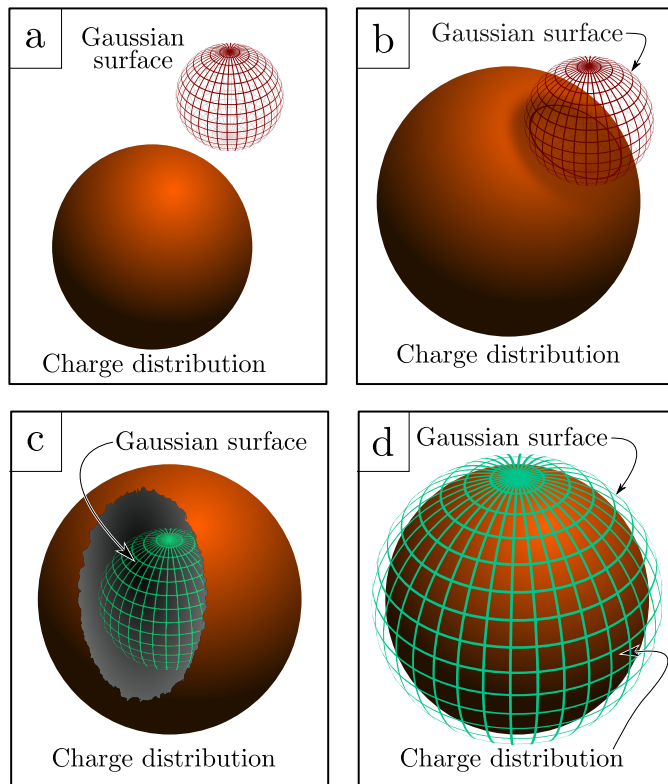 a
Gaussian
surface
Charge distribution
b
Gaussian surface
Charge distribution
c
Gaussian surface
Charge distribution
d
Gaussian surface
Charge distribution